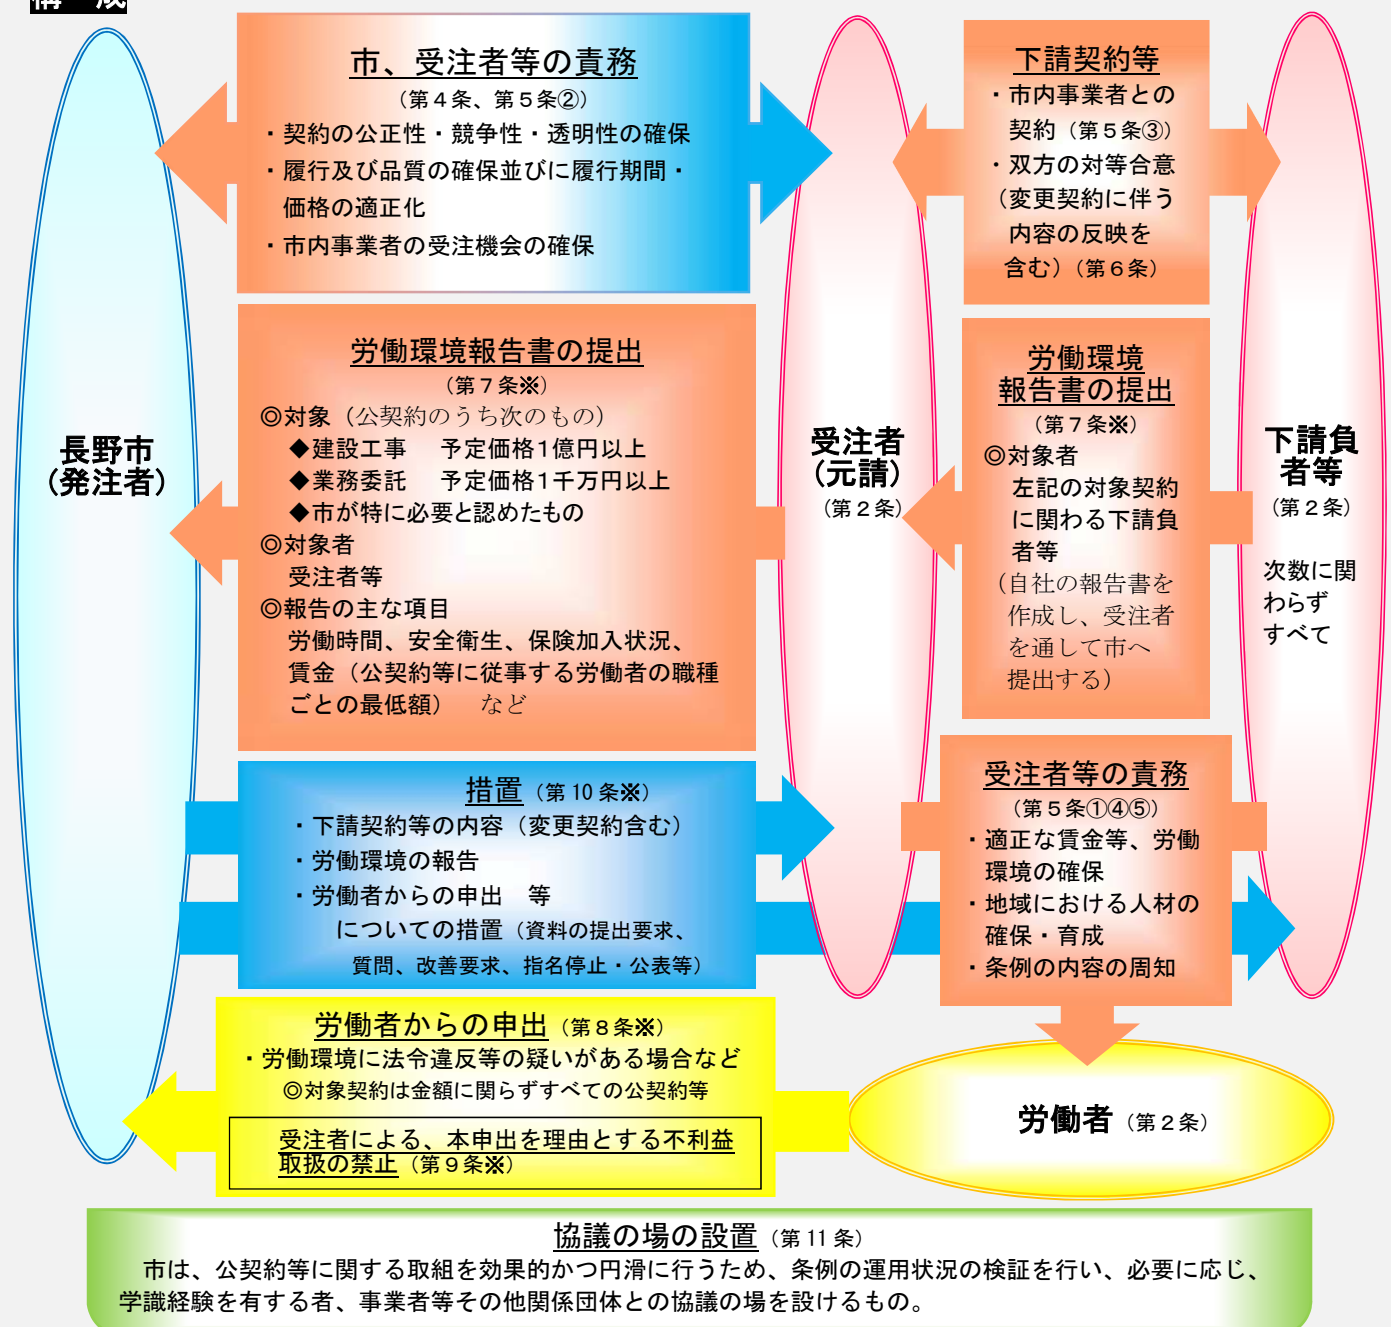 構 成
市、受注者等の責務
（第４条、第５条②）
・契約の公正性・競争性・透明性の確保
・履行及び品質の確保並びに履行期間・
価格の適正化
・市内事業者の受注機会の確保
下請契約等
・市内事業者との
契約（第５条③）
・双方の対等合意
（変更契約に伴う
内容の反映を
含む）（第６条）
労働環境報告書の提出
（第７条※）
◎対象（公契約のうち次のもの）
◆建設工事　予定価格１億円以上
◆業務委託　予定価格１千万円以上
◆市が特に必要と認めたもの
◎対象者
受注者等
◎報告の主な項目
労働時間、安全衛生、保険加入状況、
賃金（公契約等に従事する労働者の職種
ごとの最低額）　など
労働環境
報告書の提出
（第７条※）
◎対象者
左記の対象契約
に関わる下請負
者等
（自社の報告書を
作成し、受注者
を通して市へ
提出する）
長野市
（発注者）
受注者
（元請）
（第２条）
下請負
者等
（第２条）
次数に関
わらず
すべて
措置（第10条※）
・下請契約等の内容（変更契約含む）
・労働環境の報告
・労働者からの申出　等
についての措置（資料の提出要求、
質問、改善要求、指名停止・公表等）
受注者等の責務
（第５条①④⑤）
・適正な賃金等、労働
環境の確保
・地域における人材の
確保・育成
・条例の内容の周知
労働者からの申出（第８条※）
・労働環境に法令違反等の疑いがある場合など
◎対象契約は金額に関らずすべての公契約等
受注者による、本申出を理由とする不利益
取扱の禁止（第９条※）
労働者（第２条）
協議の場の設置（第11条）
市は、公契約等に関する取組を効果的かつ円滑に行うため、条例の運用状況の検証を行い、必要に応じ、
学識経験を有する者、事業者等その他関係団体との協議の場を設けるもの。